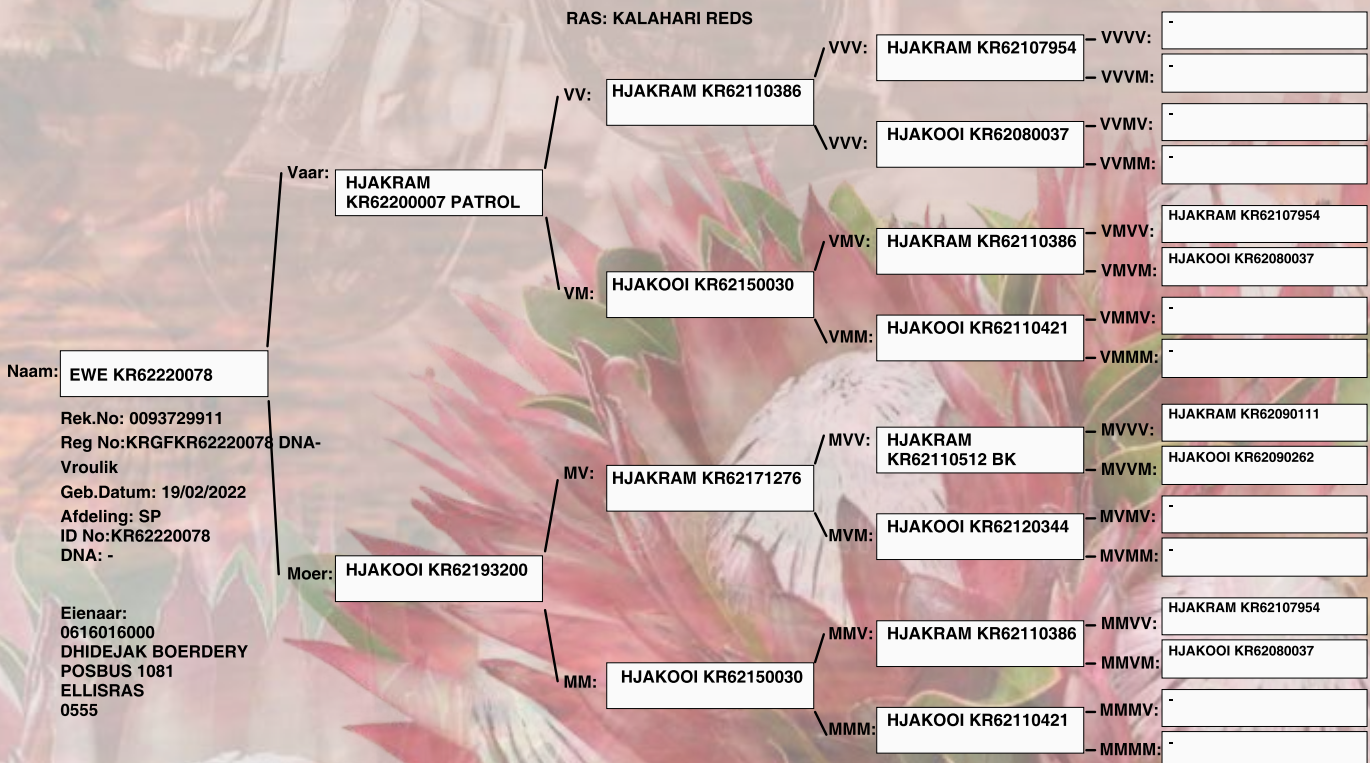 RAS: KALAHARI REDS
Naam: EWE KR62220078
Rek.No: 0093729911
Reg No:KRGFKR62220078 DNA-
Vroulik
Geb.Datum: 19/02/2022
Afdeling: SP
ID No:KR62220078
DNA: -
Eienaar:
0616016000
DHIDEJAK BOERDERY
POSBUS 1081
ELLISRAS
0555
Vaar: HJAKRAM
KR62200007 PATROL
Moer: HJAKOOI KR62193200
VV: HJAKRAM KR62110386
VM: HJAKOOI KR62150030
MV: HJAKRAM KR62171276
MM: HJAKOOI KR62150030
VVV: HJAKRAM KR62107954
VVV: HJAKOOI KR62080037
VMV: HJAKRAM KR62110386
VMM: HJAKOOI KR62110421
MVV: HJAKRAM
KR62110512 BK
MVM: HJAKOOI KR62120344
MMV: HJAKRAM KR62110386
MMM: HJAKOOI KR62110421
VVVV: -
VVVM: -
VVMV: -
VVMM: -
VMVV: HJAKRAM KR62107954
VMVM: HJAKOOI KR62080037
VMMV: -
VMMM: -
MVVV: HJAKRAM KR62090111
MVVM: HJAKOOI KR62090262
MVMV: -
MVMM: -
MMVV: HJAKRAM KR62107954
MMVM: HJAKOOI KR62080037
MMMV: -
MMMM: -